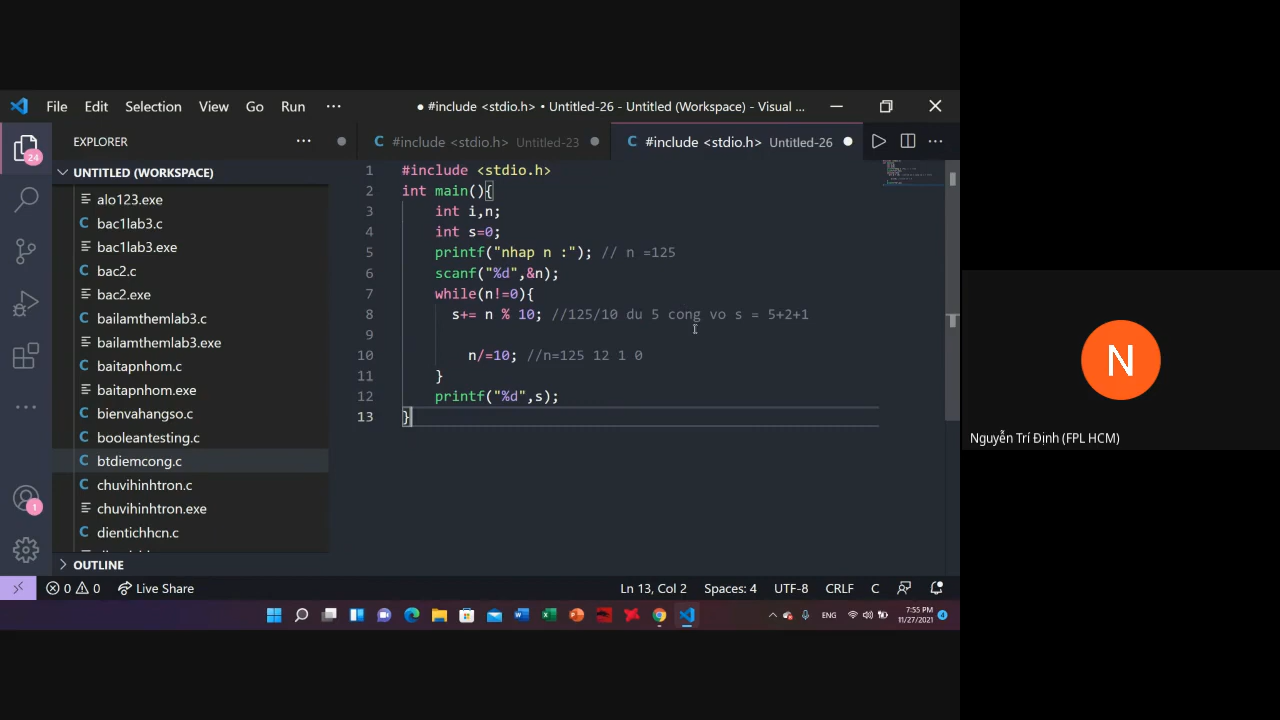 File Edit Selection View Go Run ··· ● #include <stdio.h> • Untitled-26 - Untitled (Workspace) - Visual ...
EXPLORER ···
#include <stdio.h> Untitled-23
#include <stdio.h> Untitled-26
UNTITLED (WORKSPACE)
alo123.exe
bac1lab3.c
bac1lab3.exe
bac2.c
bac2.exe
bailamthemlab3.c
bailamthemlab3.exe
baitapnhom.c
baitapnhom.exe
bienvahangso.c
booleantesting.c
btdiemcong.c
chuvihinhtron.c
chuvihinhtron.exe
dientichhcn.c
OUTLINE
24
1
1 #include <stdio.h>
2 int main(){
3 int i,n;
4 int s=0;
5 printf("nhap n :"); // n =125
6 scanf("%d",&n);
7 while(n!=0){
8 s+= n % 10; //125/10 du 5 cong vo s = 5+2+1
9
10 n/=10; //n=125 12 1 0
11 }
12 printf("%d",s);
13 }
0 0 Live Share Ln 13, Col 2 Spaces: 4 UTF-8 CRLF C
ENG 7:55 PM
11/27/2021 4
N
Nguyễn Trí Định (FPL HCM)